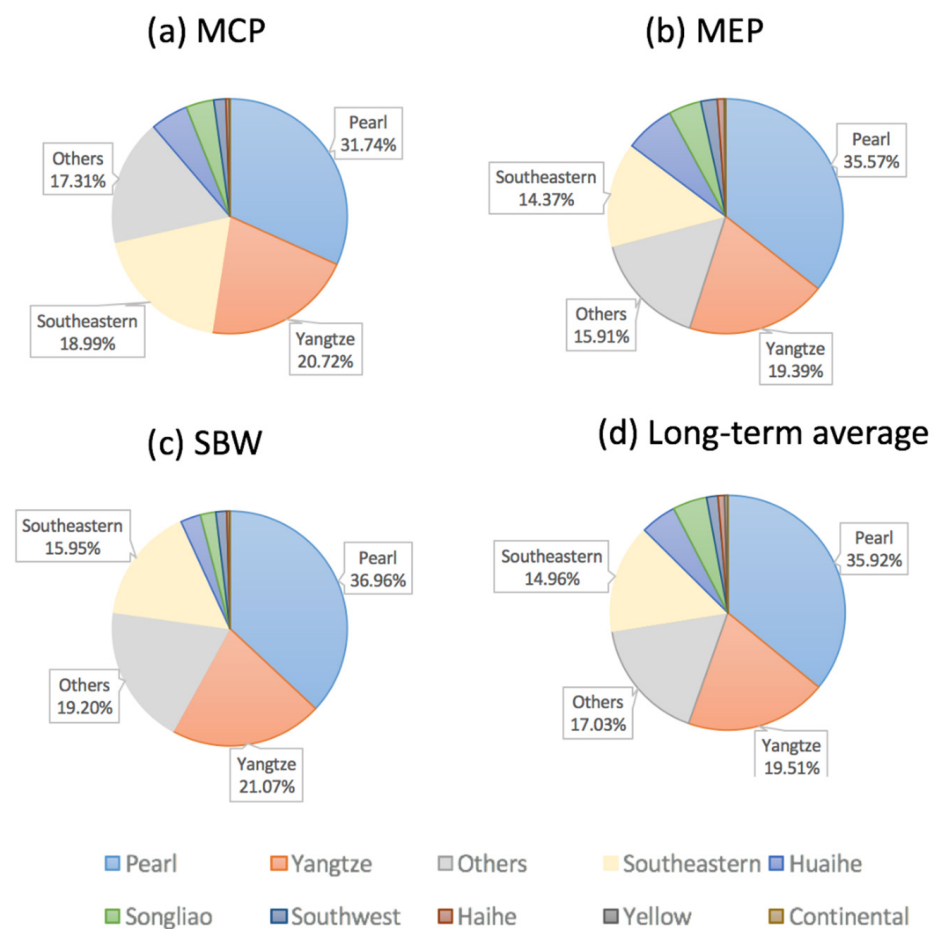 (a) MCP
(b) MEP
Pearl
31.74%
Others
17.31%
Southeastern
18.99%
Yangtze
20.72%
Pearl
35.57%
Southeastern
14.37%
Others
15.91%
Yangtze
19.39%
(c) SBW
(d) Long-term average
Southeastern
15.95%
Pearl
36.96%
Others
19.20%
Yangtze
21.07%
Southeastern
14.96%
Pearl
35.92%
Others
17.03%
Yangtze
19.51%
Pearl Yangtze Others Southeastern Huaihe
Songliao Southwest Haihe Yellow Continental